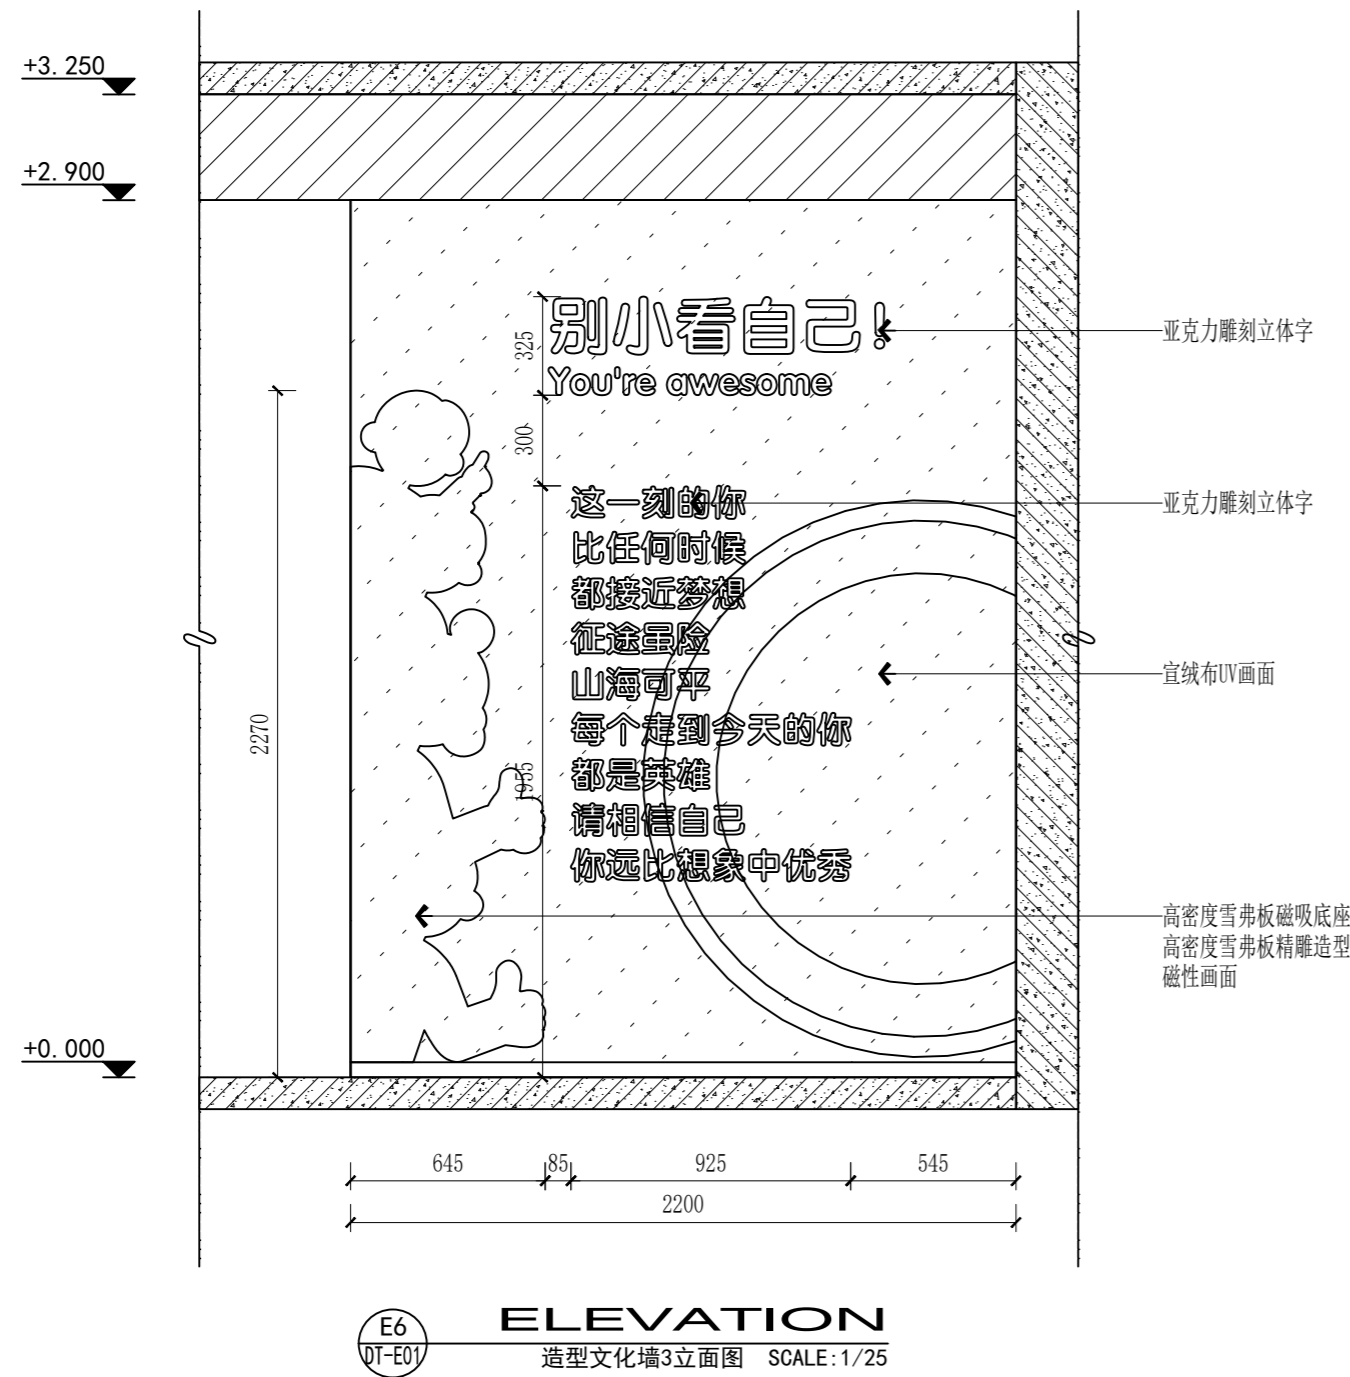 +3.250
+2.900
别小看自己!
You're awesome
亚克力雕刻立体字
325
300
2270
这一刻的你
亚克力雕刻立体字
比任何时候
都接近梦想
征途虽险
山海可平
宣绒布UV画面
每个走到今天的你
1955
都是英雄
请相信自己
你远比想象中优秀
高密度雪弗板磁吸底座
高密度雪弗板精雕造型
磁性画面
+0.000
645 85 925 545
2200
E6
DT-E01
ELEVATION
造型文化墙3立面图 SCALE:1/25